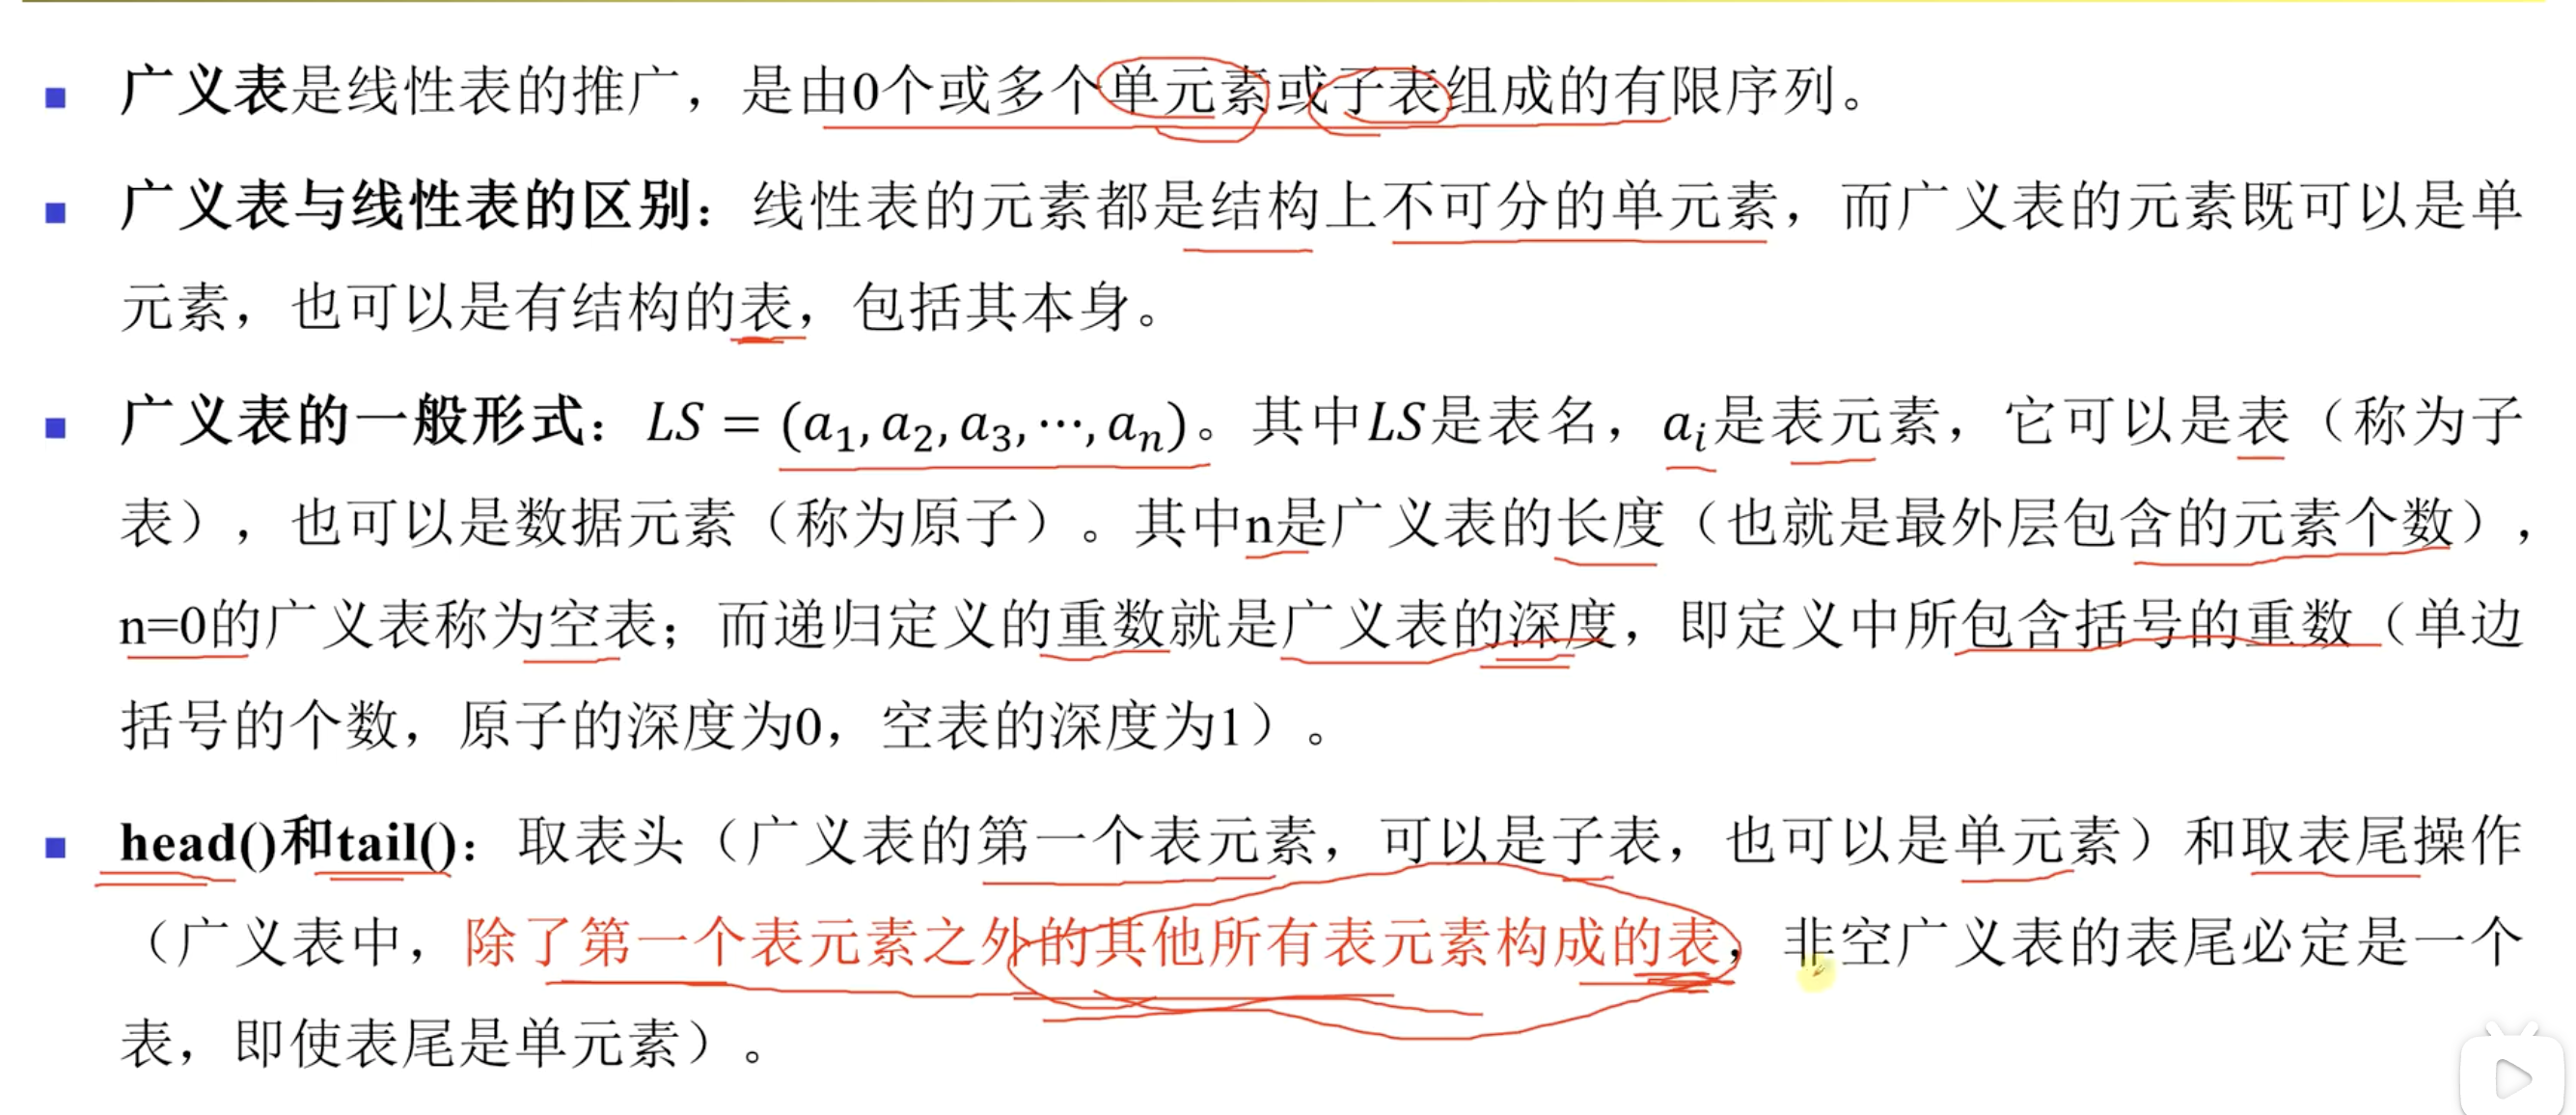 广义表是线性表的推广，是由0个或多个单元素或子表组成的有限序列。
广义表与线性表的区别：线性表的元素都是结构上不可分的单元素，而广义表的元素既可以是单
元素，也可以是有结构的表，包括其本身。
广义表的一般形式：LS = (a₁, a₂, a₃, ⋯, aₙ)。其中LS是表名，aᵢ是表元素，它可以是表（称为子
表），也可以是数据元素（称为原子）。其中n是广义表的长度（也就是最外层包含的元素个数），
n=0的广义表称为空表；而递归定义的重数就是广义表的深度，即定义中所包含括号的重数（单边
括号的个数，原子的深度为0，空表的深度为1）。
head()和tail()：取表头（广义表的第一个表元素，可以是子表，也可以是单元素）和取表尾操作
（广义表中，除了第一个表元素之外的其他所有表元素构成的表，非空广义表的表尾必定是一个
表，即使表尾是单元素）。